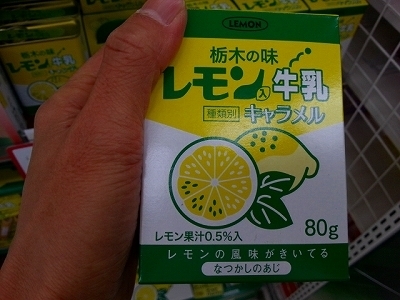 LEMON
栃木の味
レモン入牛乳
種類別 キャラメル
レモン果汁0.5%入
80g
レモンの風味がきいてる
なつかしのあじ